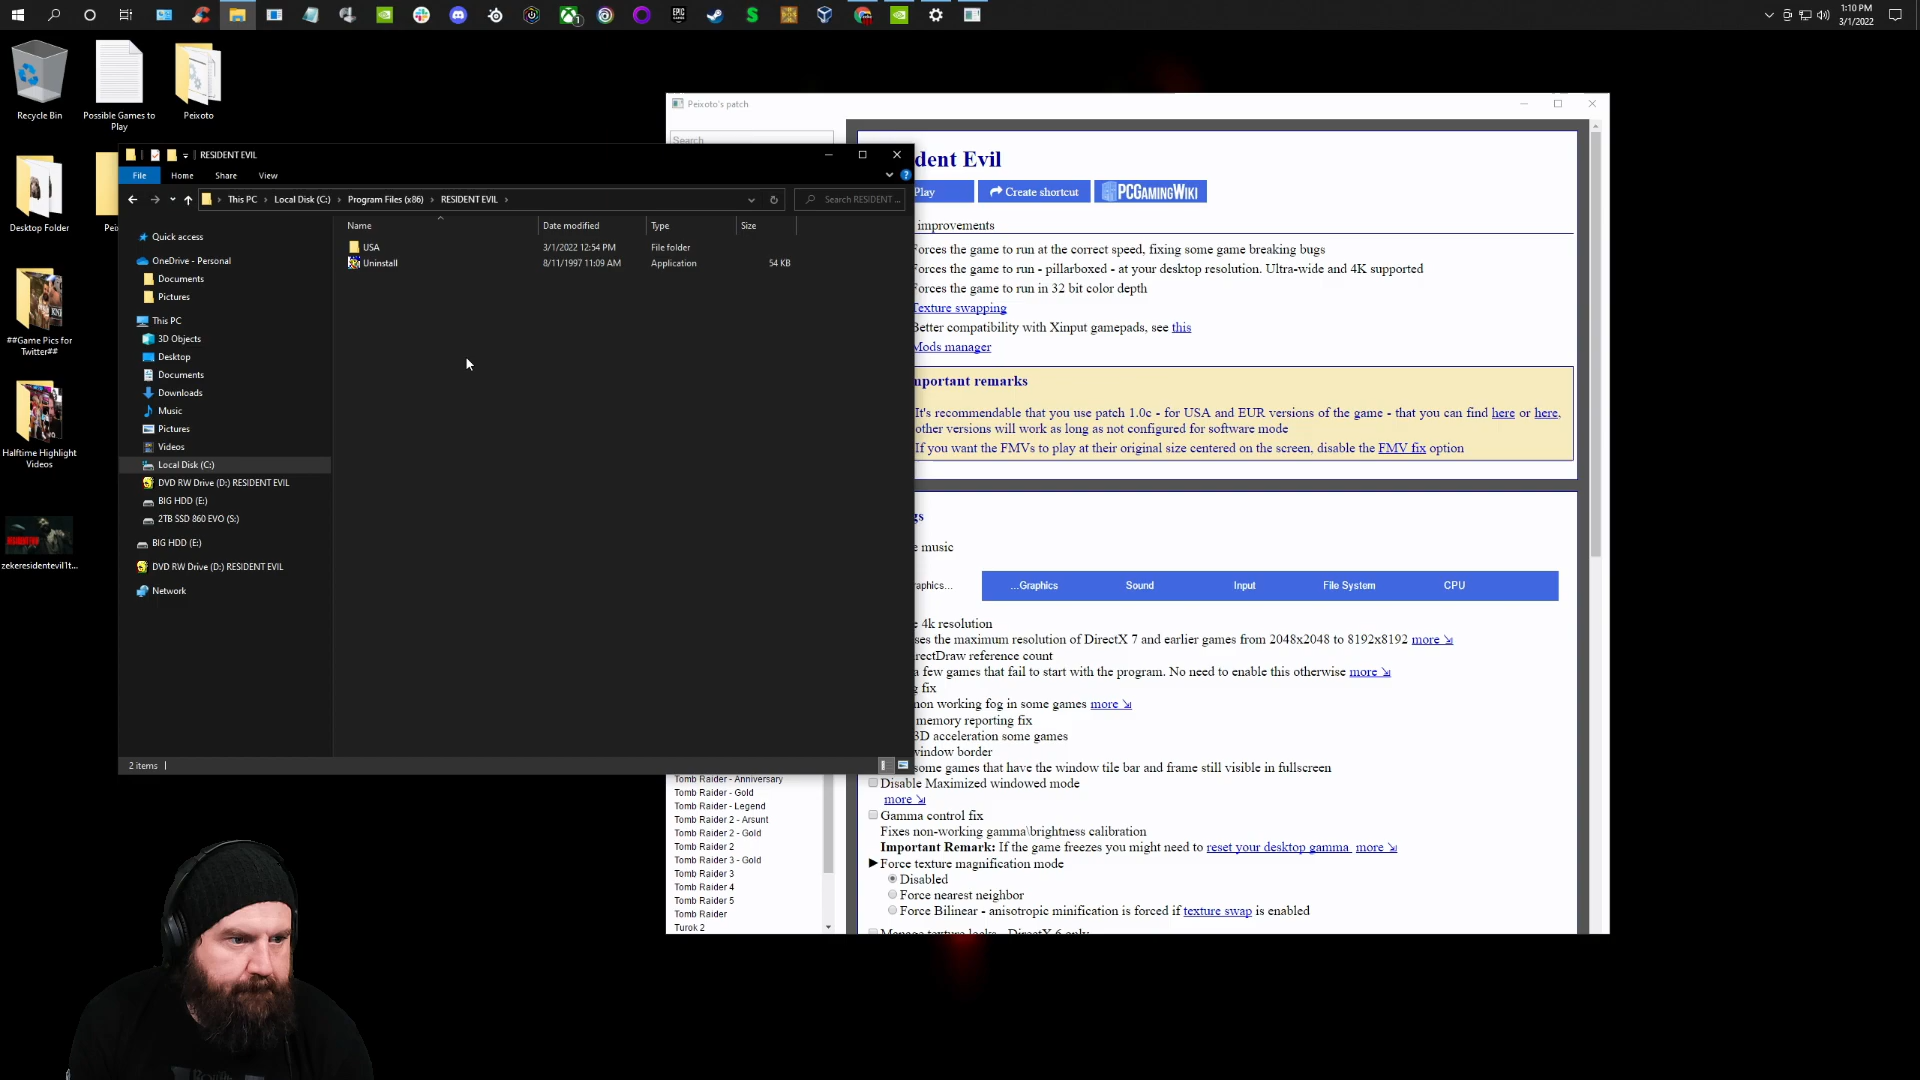 1:10 PM
3/1/2022
Recycle Bin
Possible Games to Play
Peixoto
Desktop Folder
##Game Pics for Twitter##
Halftime Highlight Videos
zekeresidentevil1t...
RESIDENT EVIL
File
Home
Share
View
This PC
Local Disk (C:)
Program Files (x86)
RESIDENT EVIL
Search RESIDENT ...
Name
Date modified
Type
Size
USA
3/1/2022 12:54 PM
File folder
Uninstall
8/11/1997 11:09 AM
Application
54 KB
Quick access
OneDrive - Personal
Documents
Pictures
This PC
3D Objects
Desktop
Documents
Downloads
Music
Pictures
Videos
Local Disk (C:)
DVD RW Drive (D:) RESIDENT EVIL
BIG HDD (E:)
2TB SSD 860 EVO (S:)
BIG HDD (E:)
DVD RW Drive (D:) RESIDENT EVIL
Network
2 items
Peixoto's patch
Search
dent Evil
Play
Create shortcut
PCGAMINGWIKI
improvements
Forces the game to run at the correct speed, fixing some game breaking bugs
Forces the game to run - pillarboxed - at your desktop resolution. Ultra-wide and 4K supported
Forces the game to run in 32 bit color depth
Texture swapping
Better compatibility with Xinput gamepads, see this
Mods manager
mportant remarks
It's recommendable that you use patch 1.0c - for USA and EUR versions of the game - that you can find here or here,
other versions will work as long as not configured for software mode
If you want the FMVs to play at their original size centered on the screen, disable the FMV fix option
gs
e music
raphics...
...Graphics
Sound
Input
File System
CPU
e 4k resolution
ses the maximum resolution of DirectX 7 and earlier games from 2048x2048 to 8192x8192 more
rectDraw reference count
a few games that fail to start with the program. No need to enable this otherwise more
g fix
non working fog in some games more
memory reporting fix
3D acceleration some games
window border
some games that have the window tile bar and frame still visible in fullscreen
Disable Maximized windowed mode
more
Gamma control fix
Fixes non-working gamma\brightness calibration
Important Remark: If the game freezes you might need to reset your desktop gamma more
Force texture magnification mode
Disabled
Force nearest neighbor
Force Bilinear - anisotropic minification is forced if texture swap is enabled
Manage texture locks - DirectX 6 only
Tomb Raider - Anniversary
Tomb Raider - Gold
Tomb Raider - Legend
Tomb Raider 2 - Arsunt
Tomb Raider 2 - Gold
Tomb Raider 2
Tomb Raider 3 - Gold
Tomb Raider 3
Tomb Raider 4
Tomb Raider 5
Tomb Raider
Turok 2